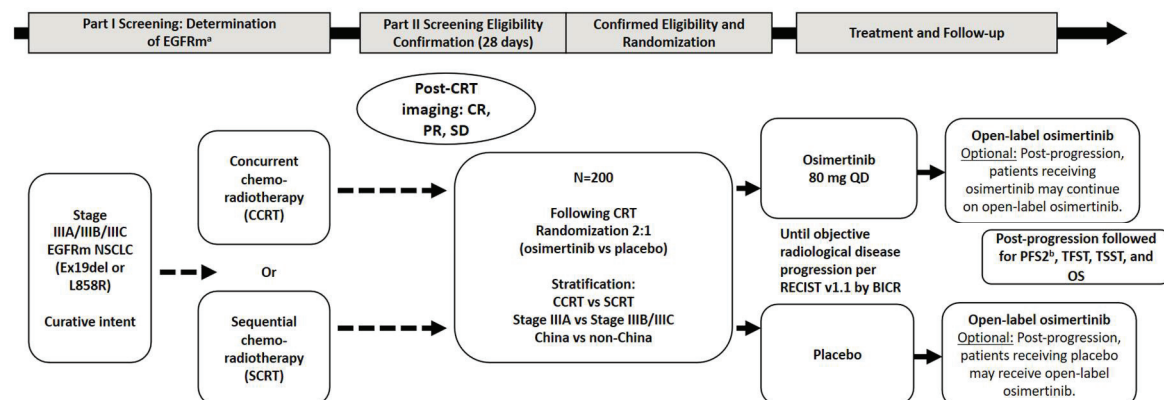 Part I Screening: Determination
of EGFRmᵃ
Part II Screening Eligibility
Confirmation (28 days)
Confirmed Eligibility and
Randomization
Treatment and Follow-up
Post-CRT
imaging: CR,
PR, SD
Stage
IIIA/IIIB/IIIC
EGFRm NSCLC
(Ex19del or
L858R)
Curative intent
Concurrent
chemo-
radiotherapy
(CCRT)
Or
Sequential
chemo-
radiotherapy
(SCRT)
N=200
Following CRT
Randomization 2:1
(osimertinib vs placebo)
Stratification:
CCRT vs SCRT
Stage IIIA vs Stage IIIB/IIIC
China vs non-China
Osimertinib
80 mg QD
Until objective
radiological disease
progression per
RECIST v1.1 by BICR
Placebo
Open-label osimertinib
Optional: Post-progression,
patients receiving
osimertinib may continue
on open-label osimertinib.
Post-progression followed
for PFS2ᵇ, TFST, TSST, and
OS
Open-label osimertinib
Optional: Post-progression,
patients receiving placebo
may receive open-label
osimertinib.